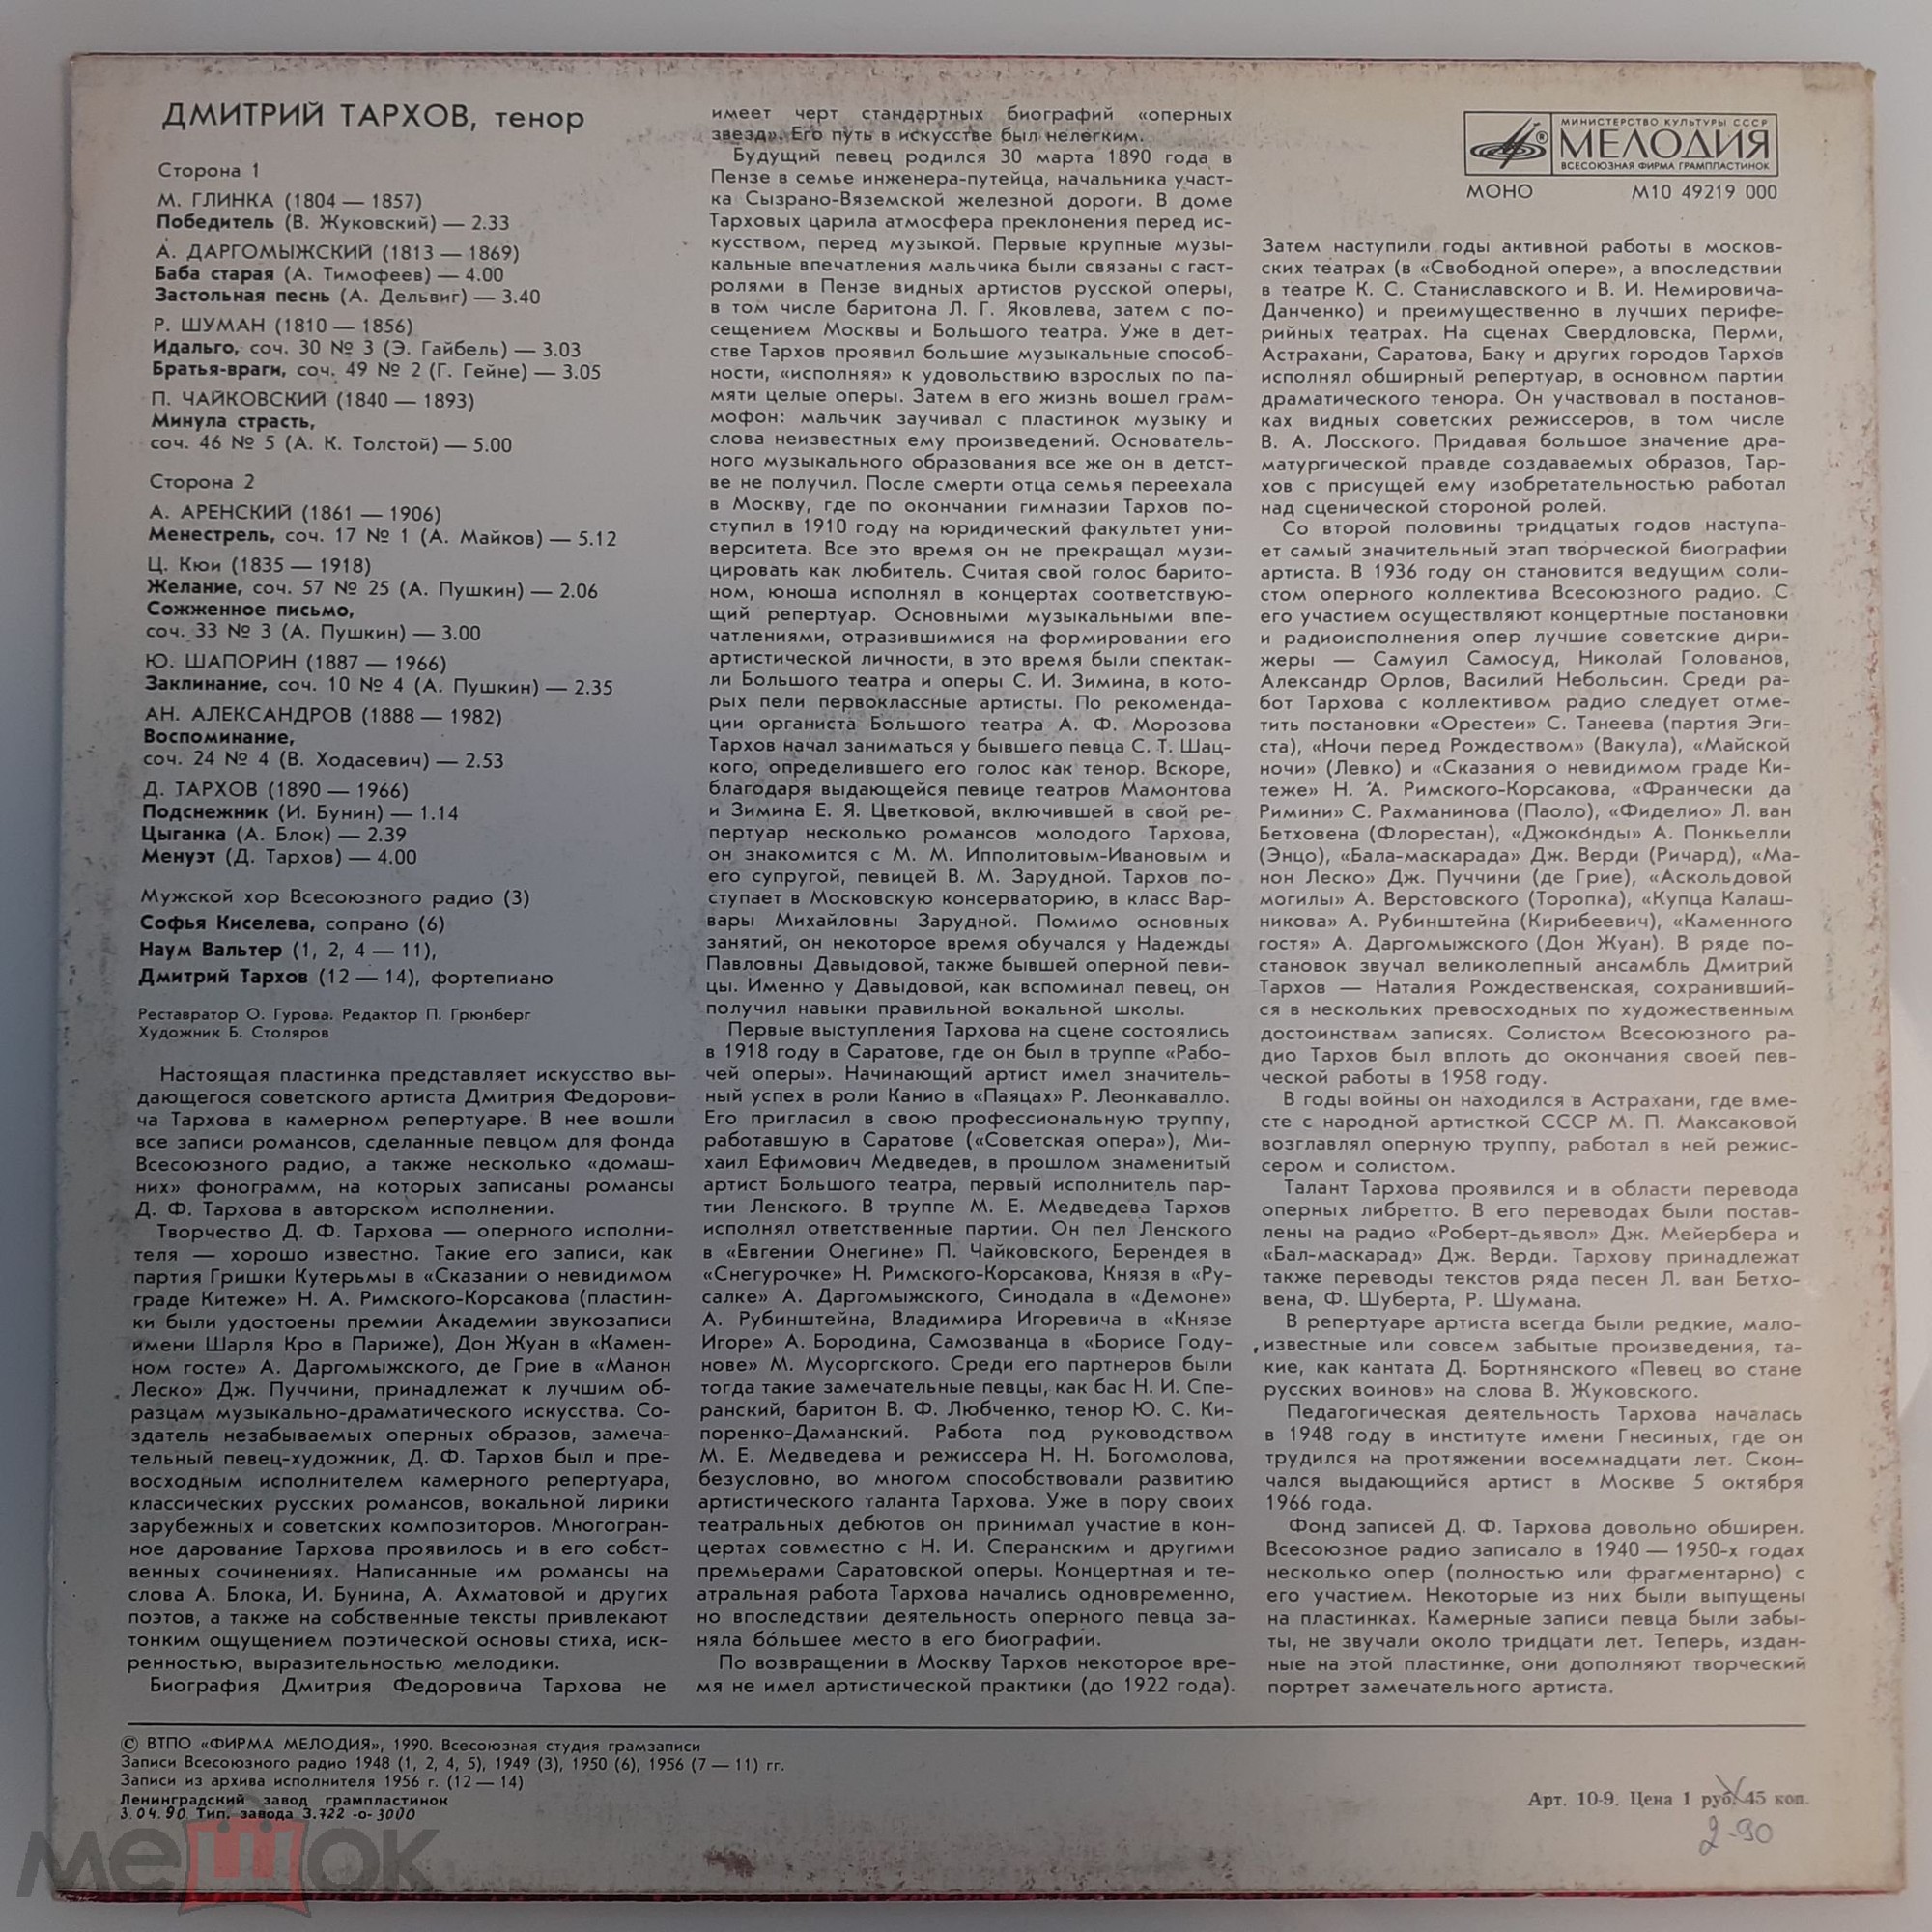 ДМИТРИЙ ТАРХОВ, тенор
Сторона 1
М. ГЛИНКА (1804 — 1857)
Победитель (В. Жуковский) — 2.33
А. ДАРГОМЫЖСКИЙ (1813 — 1869)
Баба старая (А. Тимофеев) — 4.00
Застольная песнь (А. Дельвиг) — 3.40
Р. ШУМАН (1810 — 1856)
Идальго, соч. 30 № 3 (Э. Гайбель) — 3.03
Братья-враги, соч. 49 № 2 (Г. Гейне) — 3.05
П. ЧАЙКОВСКИЙ (1840 — 1893)
Минула страсть,
соч. 46 № 5 (А. К. Толстой) — 5.00
Сторона 2
А. АРЕНСКИЙ (1861 — 1906)
Менестрель, соч. 17 № 1 (А. Майков) — 5.12
Ц. Кюи (1835 — 1918)
Желание, соч. 57 № 25 (А. Пушкин) — 2.06
Сожженное письмо,
соч. 33 № 3 (А. Пушкин) — 3.00
Ю. ШАПОРИН (1887 — 1966)
Заклинание, соч. 10 № 4 (А. Пушкин) — 2.35
АН. АЛЕКСАНДРОВ (1888 — 1982)
Воспоминание,
соч. 24 № 4 (В. Ходасевич) — 2.53
Д. ТАРХОВ (1890 — 1966)
Подснежник (И. Бунин) — 1.14
Цыганка (А. Блок) — 2.39
Менуэт (Д. Тархов) — 4.00
Мужской хор Всесоюзного радио (3)
Софья Киселева, сопрано (6)
Наум Вальтер (1, 2, 4 — 11),
Дмитрий Тархов (12 — 14), фортепиано
Реставратор О. Гурова. Редактор П. Грюнберг
Художник Б. Столяров
Настоящая пластинка представляет искусство вы-
дающегося советского артиста Дмитрия Федорови-
ча Тархова в камерном репертуаре. В нее вошли
все записи романсов, сделанные певцом для фонда
Всесоюзного радио, а также несколько «домаш-
них» фонограмм, на которых записаны романсы
Д. Ф. Тархова в авторском исполнении.
Творчество Д. Ф. Тархова — оперного исполни-
теля — хорошо известно. Такие его записи, как
партия Гришки Кутерьмы в «Сказании о невидимом
граде Китеже» Н. А. Римского-Корсакова (пластин-
ки были удостоены премии Академии звукозаписи
имени Шарля Кро в Париже), Дон Жуан в «Камен-
ном госте» А. Даргомыжского, де Грие в «Манон
Леско» Дж. Пуччини, принадлежат к лучшим об-
разцам музыкально-драматического искусства. Со-
здатель незабываемых оперных образов, замеча-
тельный певец-художник, Д. Ф. Тархов был и пре-
восходным исполнителем камерного репертуара,
классических русских романсов, вокальной лирики
зарубежных и советских композиторов. Многогран-
ное дарование Тархова проявилось и в его собст-
венных сочинениях. Написанные им романсы на
слова А. Блока, И. Бунина, А. Ахматовой и других
поэтов, а также на собственные тексты привлекают
тонким ощущением поэтической основы стиха, иск-
ренностью, выразительностью мелодики.
Биография Дмитрия Федоровича Тархова не
имеет черт стандартных биографий «оперных
звезд». Его путь в искусстве был нелегким.
Будущий певец родился 30 марта 1890 года в
Пензе в семье инженера-путейца, начальника участ-
ка Сызрано-Вяземской железной дороги. В доме
Тарховых царила атмосфера преклонения перед ис-
кусством, перед музыкой. Первые крупные музы-
кальные впечатления мальчика были связаны с гаст-
ролями в Пензе видных артистов русской оперы,
в том числе баритона Л. Г. Яковлева, затем с по-
сещением Москвы и Большого театра. Уже в дет-
стве Тархов проявил большие музыкальные способ-
ности, «исполняя» к удовольствию взрослых по па-
мяти целые оперы. Затем в его жизнь вошел грам-
мофон: мальчик заучивал с пластинок музыку и
слова неизвестных ему произведений. Основатель-
ного музыкального образования все же он в детст-
ве не получил. После смерти отца семья переехала
в Москву, где по окончании гимназии Тархов по-
ступил в 1910 году на юридический факультет уни-
верситета. Все это время он не прекращал музи-
цировать как любитель. Считая свой голос барито-
ном, юноша исполнял в концертах соответствую-
щий репертуар. Основными музыкальными впе-
чатлениями, отразившимися на формировании его
артистической личности, в это время были спектак-
ли Большого театра и оперы С. И. Зимина, в кото-
рых пели первоклассные артисты. По рекоменда-
ции органиста Большого театра А. Ф. Морозова
Тархов начал заниматься у бывшего певца С. Т. Шац-
кого, определившего его голос как тенор. Вскоре,
благодаря выдающейся певице театров Мамонтова
и Зимина Е. Я. Цветковой, включившей в свой ре-
пертуар несколько романсов молодого Тархова,
он знакомится с М. М. Ипполитовым-Ивановым и
его супругой, певицей В. М. Зарудной. Тархов по-
ступает в Московскую консерваторию, в класс Вар-
вары Михайловны Зарудной. Помимо основных
занятий, он некоторое время обучался у Надежды
Павловны Давыдовой, также бывшей оперной певи-
цы. Именно у Давыдовой, как вспоминал певец, он
получил навыки правильной вокальной школы.
Первые выступления Тархова на сцене состоялись
в 1918 году в Саратове, где он был в труппе «Рабо-
чей оперы». Начинающий артист имел значитель-
ный успех в роли Канио в «Паяцах» Р. Леонкавалло.
Его пригласил в свою профессиональную труппу,
работавшую в Саратове («Советская опера»), Ми-
хаил Ефимович Медведев, в прошлом знаменитый
артист Большого театра, первый исполнитель пар-
тии Ленского. В труппе М. Е. Медведева Тархов
исполнял ответственные партии. Он пел Ленского
в «Евгении Онегине» П. Чайковского, Берендея в
«Снегурочке» Н. Римского-Корсакова, Князя в «Ру-
салке» А. Даргомыжского, Синодала в «Демоне»
А. Рубинштейна, Владимира Игоревича в «Князе
Игоре» А. Бородина, Самозванца в «Борисе Году-
нове» М. Мусоргского. Среди его партнеров были
тогда такие замечательные певцы, как бас Н. И. Спе-
ранский, баритон В. Ф. Любченко, тенор Ю. С. Ки-
поренко-Даманский. Работа под руководством
М. Е. Медведева и режиссера Н. Н. Богомолова,
безусловно, во многом способствовали развитию
артистического таланта Тархова. Уже в пору своих
театральных дебютов он принимал участие в кон-
цертах совместно с Н. И. Сперанским и другими
премьерами Саратовской оперы. Концертная и те-
атральная работа Тархова начались одновременно,
но впоследствии деятельность оперного певца за-
няла бо́льшее место в его биографии.
По возвращении в Москву Тархов некоторое вре-
мя не имел артистической практики (до 1922 года).
МИНИСТЕРСТВО КУЛЬТУРЫ СССР
МЕЛОДИЯ
ВСЕСОЮЗНАЯ ФИРМА ГРАМПЛАСТИНОК
МОНО М10 49219 000
Затем наступили годы активной работы в москов-
ских театрах (в «Свободной опере», а впоследствии
в театре К. С. Станиславского и В. И. Немировича-
Данченко) и преимущественно в лучших перифе-
рийных театрах. На сценах Свердловска, Перми,
Астрахани, Саратова, Баку и других городов Тархов
исполнял обширный репертуар, в основном партии
драматического тенора. Он участвовал в постанов-
ках видных советских режиссеров, в том числе
В. А. Лосского. Придавая большое значение дра-
матургической правде создаваемых образов, Тар-
хов с присущей ему изобретательностью работал
над сценической стороной ролей.
Со второй половины тридцатых годов наступа-
ет самый значительный этап творческой биографии
артиста. В 1936 году он становится ведущим соли-
стом оперного коллектива Всесоюзного радио. С
его участием осуществляют концертные постановки
и радиоисполнения опер лучшие советские дири-
жеры — Самуил Самосуд, Николай Голованов,
Александр Орлов, Василий Небольсин. Среди ра-
бот Тархова с коллективом радио следует отме-
тить постановки «Орестеи» С. Танеева (партия Эги-
ста), «Ночи перед Рождеством» (Вакула), «Майской
ночи» (Левко) и «Сказания о невидимом граде Ки-
теже» Н. А. Римского-Корсакова, «Франчески да
Римини» С. Рахманинова (Паоло), «Фиделио» Л. ван
Бетховена (Флорестан), «Джоконды» А. Понкьелли
(Энцо), «Бала-маскарада» Дж. Верди (Ричард), «Ма-
нон Леско» Дж. Пуччини (де Грие), «Аскольдовой
могилы» А. Верстовского (Торопка), «Купца Калаш-
никова» А. Рубинштейна (Кирибеевич), «Каменного
гостя» А. Даргомыжского (Дон Жуан). В ряде по-
становок звучал великолепный ансамбль Дмитрий
Тархов — Наталия Рождественская, сохранивший-
ся в нескольких превосходных по художественным
достоинствам записях. Солистом Всесоюзного ра-
дио Тархов был вплоть до окончания своей пев-
ческой работы в 1958 году.
В годы войны он находился в Астрахани, где вме-
сте с народной артисткой СССР М. П. Максаковой
возглавлял оперную труппу, работал в ней режис-
сером и солистом.
Талант Тархова проявился и в области перевода
оперных либретто. В его переводах были постав-
лены на радио «Роберт-дьявол» Дж. Мейербера и
«Бал-маскарад» Дж. Верди. Тархову принадлежат
также переводы текстов ряда песен Л. ван Бетхо-
вена, Ф. Шуберта, Р. Шумана.
В репертуаре артиста всегда были редкие, мало-
известные или совсем забытые произведения, та-
кие, как кантата Д. Бортнянского «Певец во стане
русских воинов» на слова В. Жуковского.
Педагогическая деятельность Тархова началась
в 1948 году в институте имени Гнесиных, где он
трудился на протяжении восемнадцати лет. Скон-
чался выдающийся артист в Москве 5 октября
1966 года.
Фонд записей Д. Ф. Тархова довольно обширен.
Всесоюзное радио записало в 1940 — 1950-х годах
несколько опер (полностью или фрагментарно) с
его участием. Некоторые из них были выпущены
на пластинках. Камерные записи певца были забы-
ты, не звучали около тридцати лет. Теперь, издан-
ные на этой пластинке, они дополняют творческий
портрет замечательного артиста.
© ВТПО «ФИРМА МЕЛОДИЯ», 1990. Всесоюзная студия грамзаписи
Записи Всесоюзного радио 1948 (1, 2, 4, 5), 1949 (3), 1950 (6), 1956 (7 — 11) гг.
Записи из архива исполнителя 1956 г. (12 — 14)
Ленинградский завод грампластинок
3.04.90. Тип. завода З.722 -о-3000
Арт. 10-9. Цена 1 руб. 45 коп.
2-90
мешок